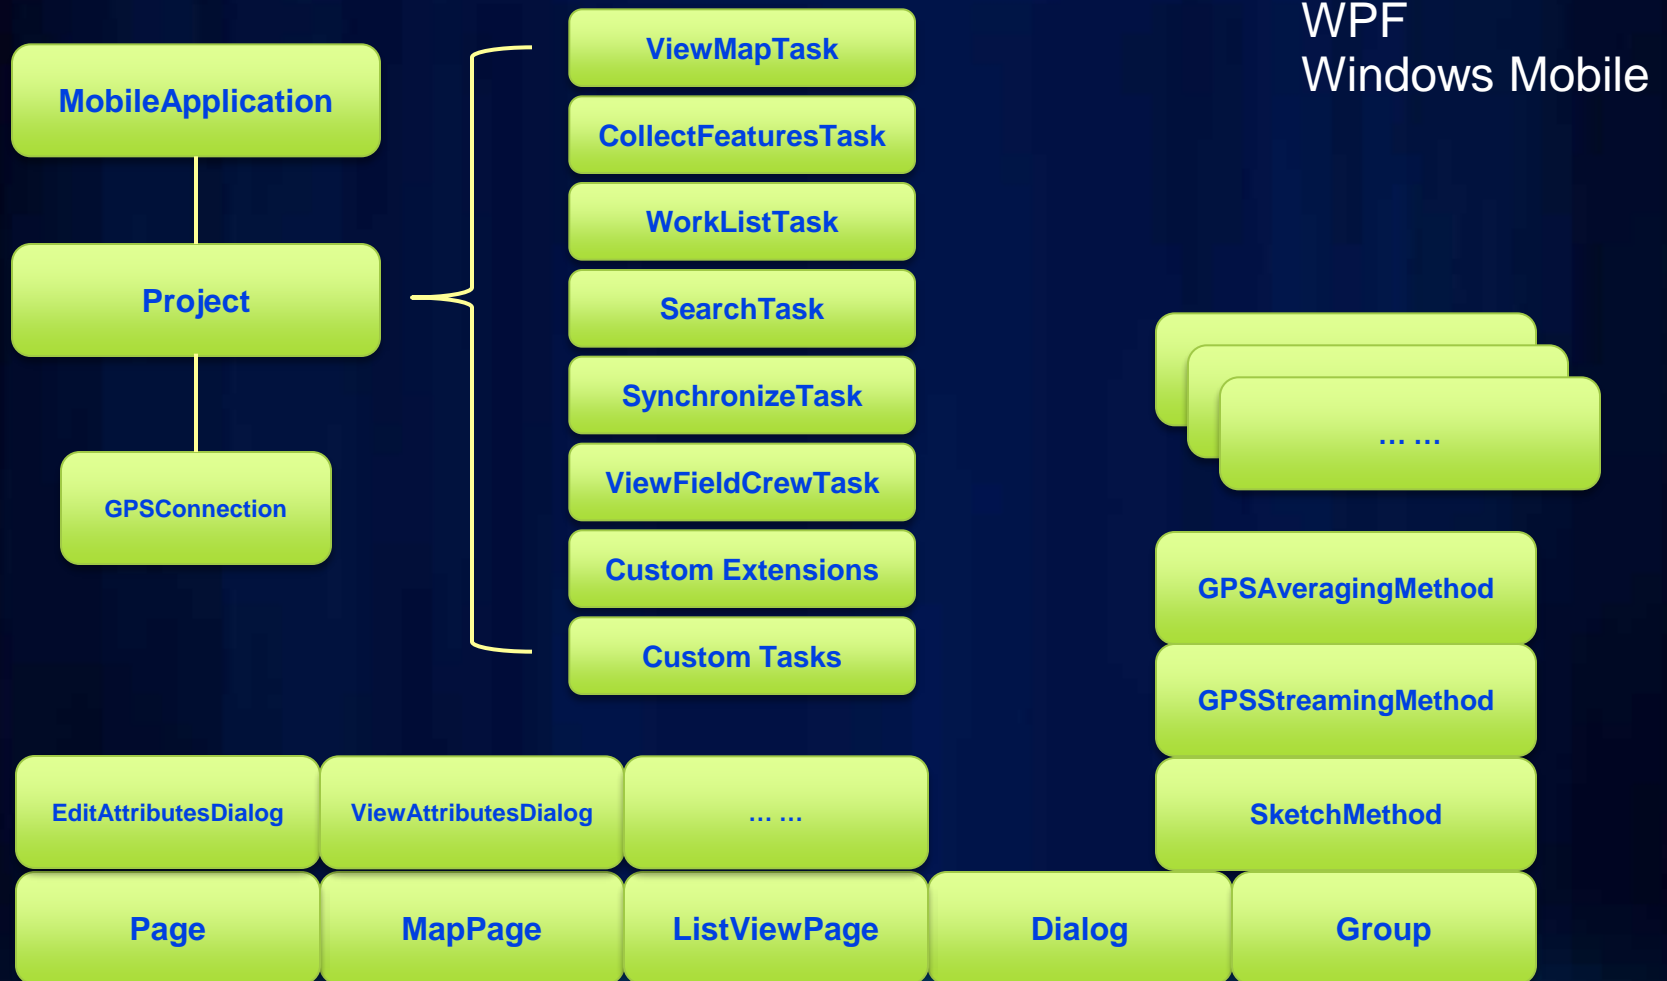 WPF
Windows Mobile
MobileApplication
Project
GPSConnection
ViewMapTask
CollectFeaturesTask
WorkListTask
SearchTask
SynchronizeTask
ViewFieldCrewTask
Custom Extensions
Custom Tasks
… …
GPSAveragingMethod
GPSStreamingMethod
SketchMethod
EditAttributesDialog
ViewAttributesDialog
… …
Page
MapPage
ListViewPage
Dialog
Group